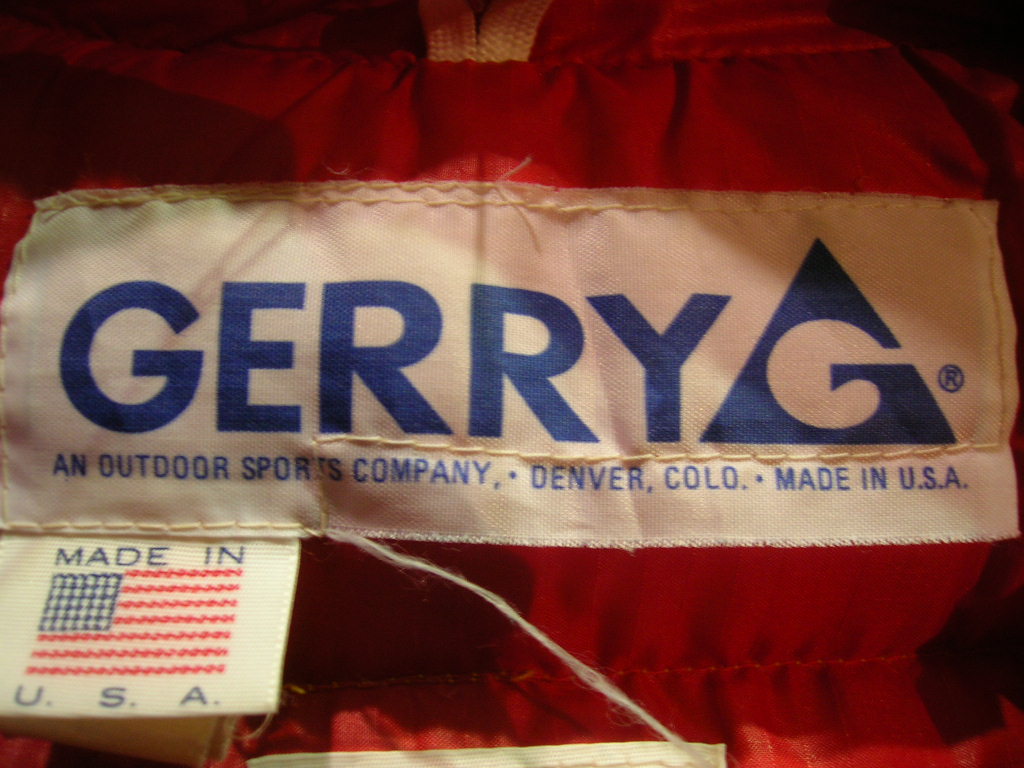 GERRY G®
AN OUTDOOR SPORTS COMPANY, • DENVER, COLO. • MADE IN U.S.A.
MADE IN
U. S. A.